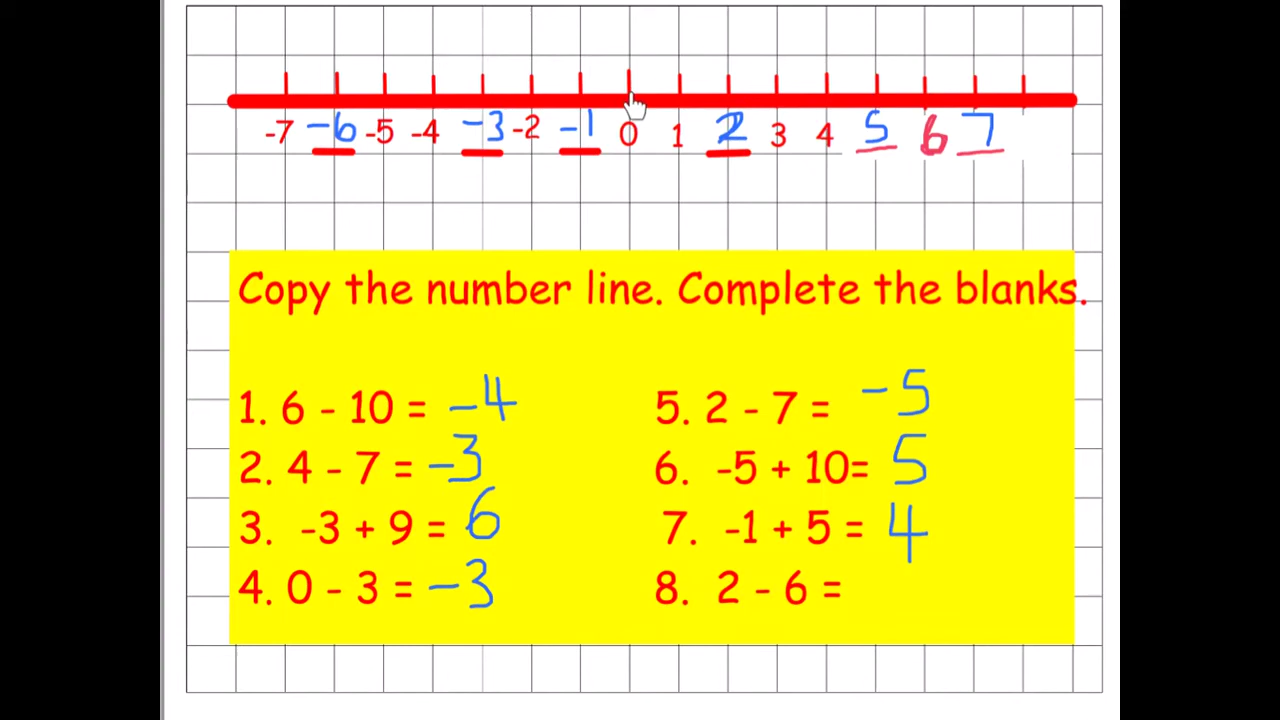 -7 -6 -5 -4 -3 -2 -1 0 1 2 3 4 5 6 7
Copy the number line. Complete the blanks.
1. 6 - 10 = -4
2. 4 - 7 = -3
3. -3 + 9 = 6
4. 0 - 3 = -3
5. 2 - 7 = -5
6. -5 + 10= 5
7. -1 + 5 = 4
8. 2 - 6 =